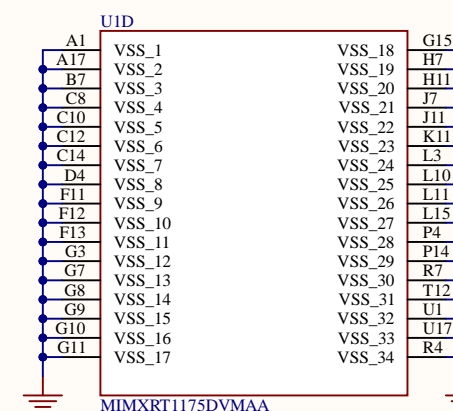 U1D
A1 VSS_1 VSS_18 G15
A17 VSS_2 VSS_19 H7
B7 VSS_3 VSS_20 H11
C8 VSS_4 VSS_21 J7
C10 VSS_5 VSS_22 J11
C12 VSS_6 VSS_23 K11
C14 VSS_7 VSS_24 L3
D4 VSS_8 VSS_25 L10
F11 VSS_9 VSS_26 L11
F12 VSS_10 VSS_27 L15
F13 VSS_11 VSS_28 P4
G3 VSS_12 VSS_29 P14
G7 VSS_13 VSS_30 R7
G8 VSS_14 VSS_31 T12
G9 VSS_15 VSS_32 U1
G10 VSS_16 VSS_33 U17
G11 VSS_17 VSS_34 R4
MIMXRT1175DVMAA